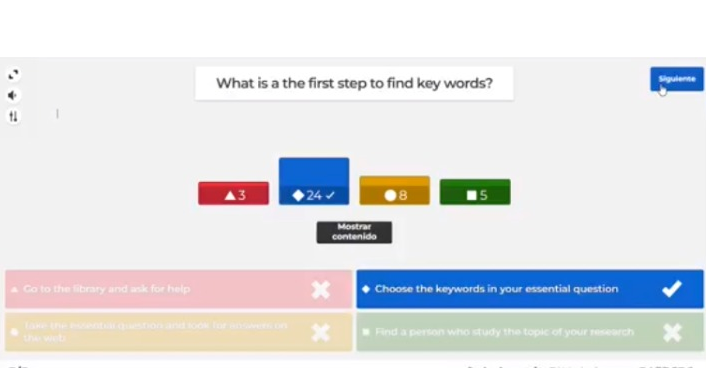 What is a the first step to find key words?
Siguiente
3
24
8
5
Mostrar
contenido
Go to the library and ask for help
Choose the keywords in your essential question
Take the essential question and look for answers on
the web
Find a person who study the topic of your research